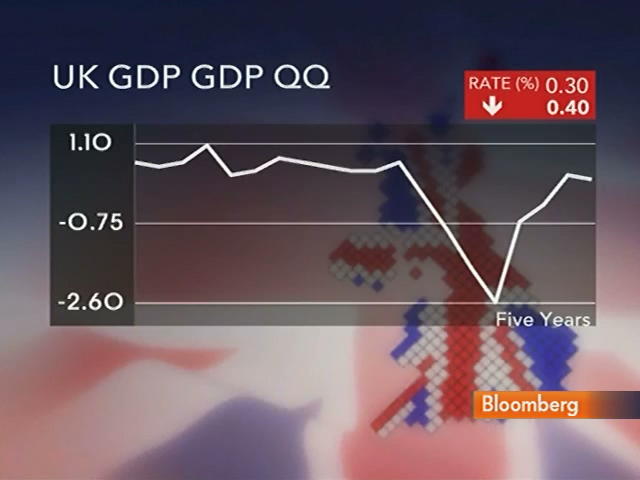 UK GDP GDP QQ
RATE (%) 0.30
0.40
1.10
-0.75
-2.60
Five Years
Bloomberg